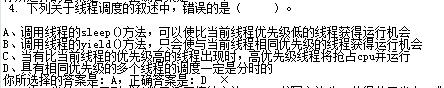 4. 下列关于线程调度的叙述中，错误的是（ ）。
A、调用线程的sleep()方法，可以使比当前线程优先级低的线程获得运行机会
B、调用线程的yield()方法，只会使与当前线程相同优先级的线程获得运行机会
C、当有比当前线程的优先级高的线程出现时，高优先级线程将抢占cpu并运行
D、具有相同优先级的多个线程的调度一定是分时的
你所选择的答案是：A，正确答案是：D ×